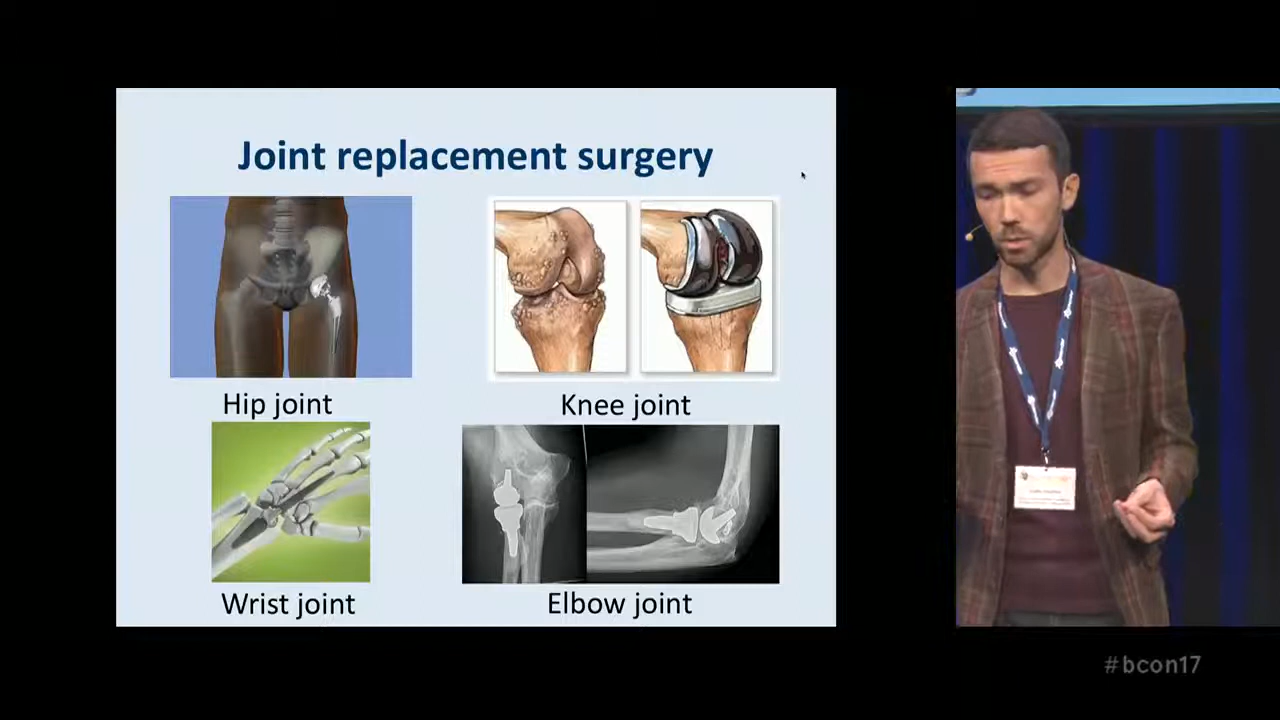 Joint replacement surgery
Hip joint
Knee joint
Wrist joint
Elbow joint
#bcon17